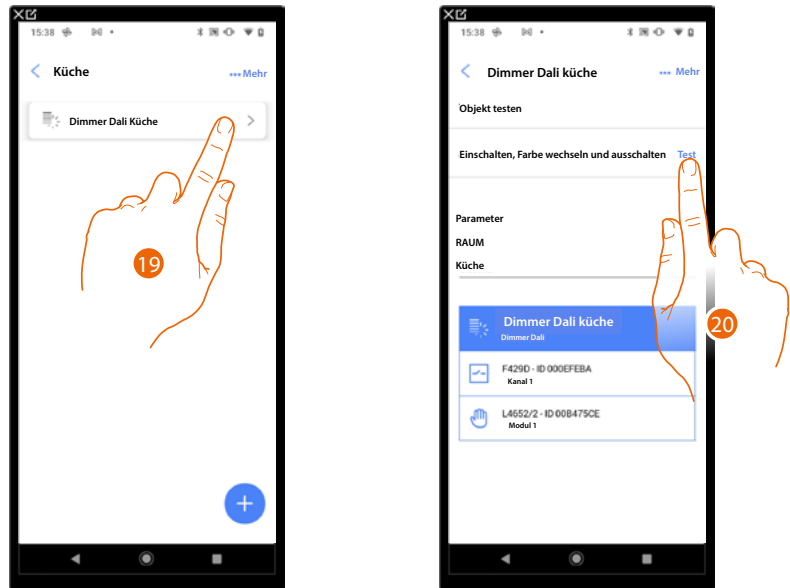 15:38
Küche
Mehr
Dimmer Dali Küche
19
15:38
Dimmer Dali küche
Mehr
Objekt testen
Einschalten, Farbe wechseln und ausschalten Test
Parameter
RAUM
Küche
Dimmer Dali küche
Dimmer Dali
F429D - ID 000EFEBA
Kanal 1
L4652/2 - ID 00B475CE
Modul 1
20